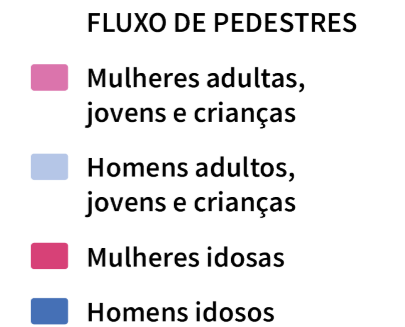 FLUXO DE PEDESTRES
Mulheres adultas,
jovens e crianças
Homens adultos,
jovens e crianças
Mulheres idosas
Homens idosos